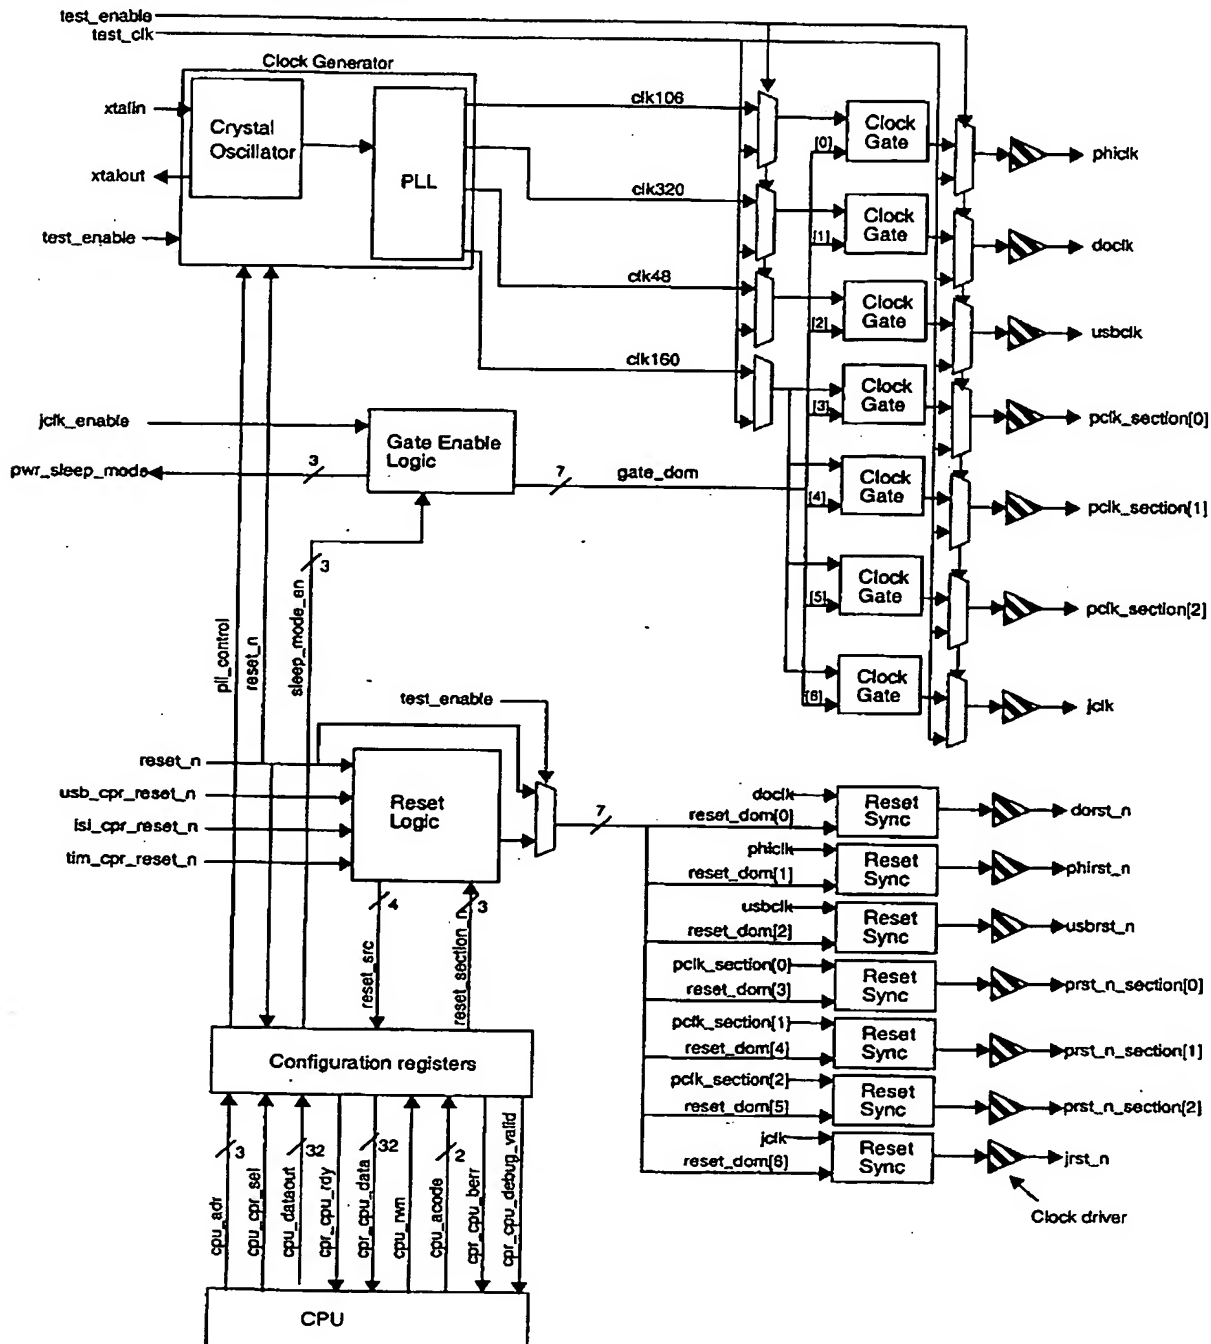 test_enable
test_clk
Clock Generator
xtalin
Crystal
Oscillator
xtalout
PLL
test_enable
clk106
clk320
clk48
clk160
[0]
Clock
Gate
phiclk
[1]
Clock
Gate
doclk
[2]
Clock
Gate
usbclk
[3]
Clock
Gate
pclk_section[0]
[4]
Clock
Gate
pclk_section[1]
[5]
Clock
Gate
pclk_section[2]
[6]
Clock
Gate
jclk
jclk_enable
pwr_sleep_mode
3
Gate Enable
Logic
7
gate_dom
3
pll_control
reset_n
sleep_mode_en
test_enable
reset_n
usb_cpr_reset_n
isi_cpr_reset_n
tim_cpr_reset_n
Reset
Logic
7
4
3
reset_src
reset_section_n
doclk
reset_dom[0]
Reset
Sync
dorst_n
phiclk
reset_dom[1]
Reset
Sync
phirst_n
usbclk
reset_dom[2]
Reset
Sync
usbrst_n
pclk_section[0]
reset_dom[3]
Reset
Sync
prst_n_section[0]
pclk_section[1]
reset_dom[4]
Reset
Sync
prst_n_section[1]
pclk_section[2]
reset_dom[5]
Reset
Sync
prst_n_section[2]
jclk
reset_dom[6]
Reset
Sync
jrst_n
Clock driver
Configuration registers
3
32
32
2
cpu_adr
cpu_cpr_sel
cpu_dataout
cpr_cpu_rdy
cpr_cpu_data
cpu_rwn
cpu_acode
cpr_cpu_berr
cpr_cpu_debug_valid
CPU